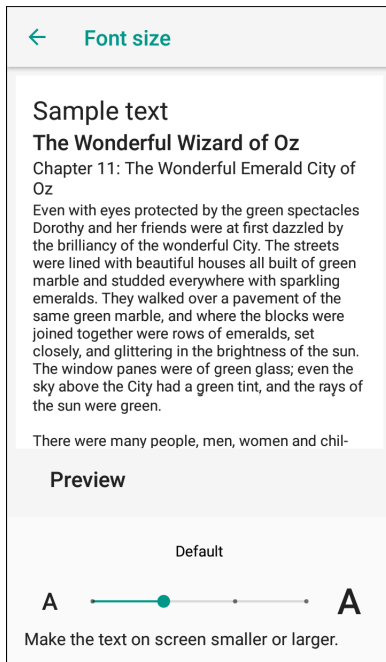 Font size
Sample text
The Wonderful Wizard of Oz
Chapter 11: The Wonderful Emerald City of
Oz
Even with eyes protected by the green spectacles
Dorothy and her friends were at first dazzled by
the brilliancy of the wonderful City. The streets
were lined with beautiful houses all built of green
marble and studded everywhere with sparkling
emeralds. They walked over a pavement of the
same green marble, and where the blocks were
joined together were rows of emeralds, set
closely, and glittering in the brightness of the sun.
The window panes were of green glass; even the
sky above the City had a green tint, and the rays of
the sun were green.
There were many people, men, women and chil-
Preview
Default
A A
Make the text on screen smaller or larger.